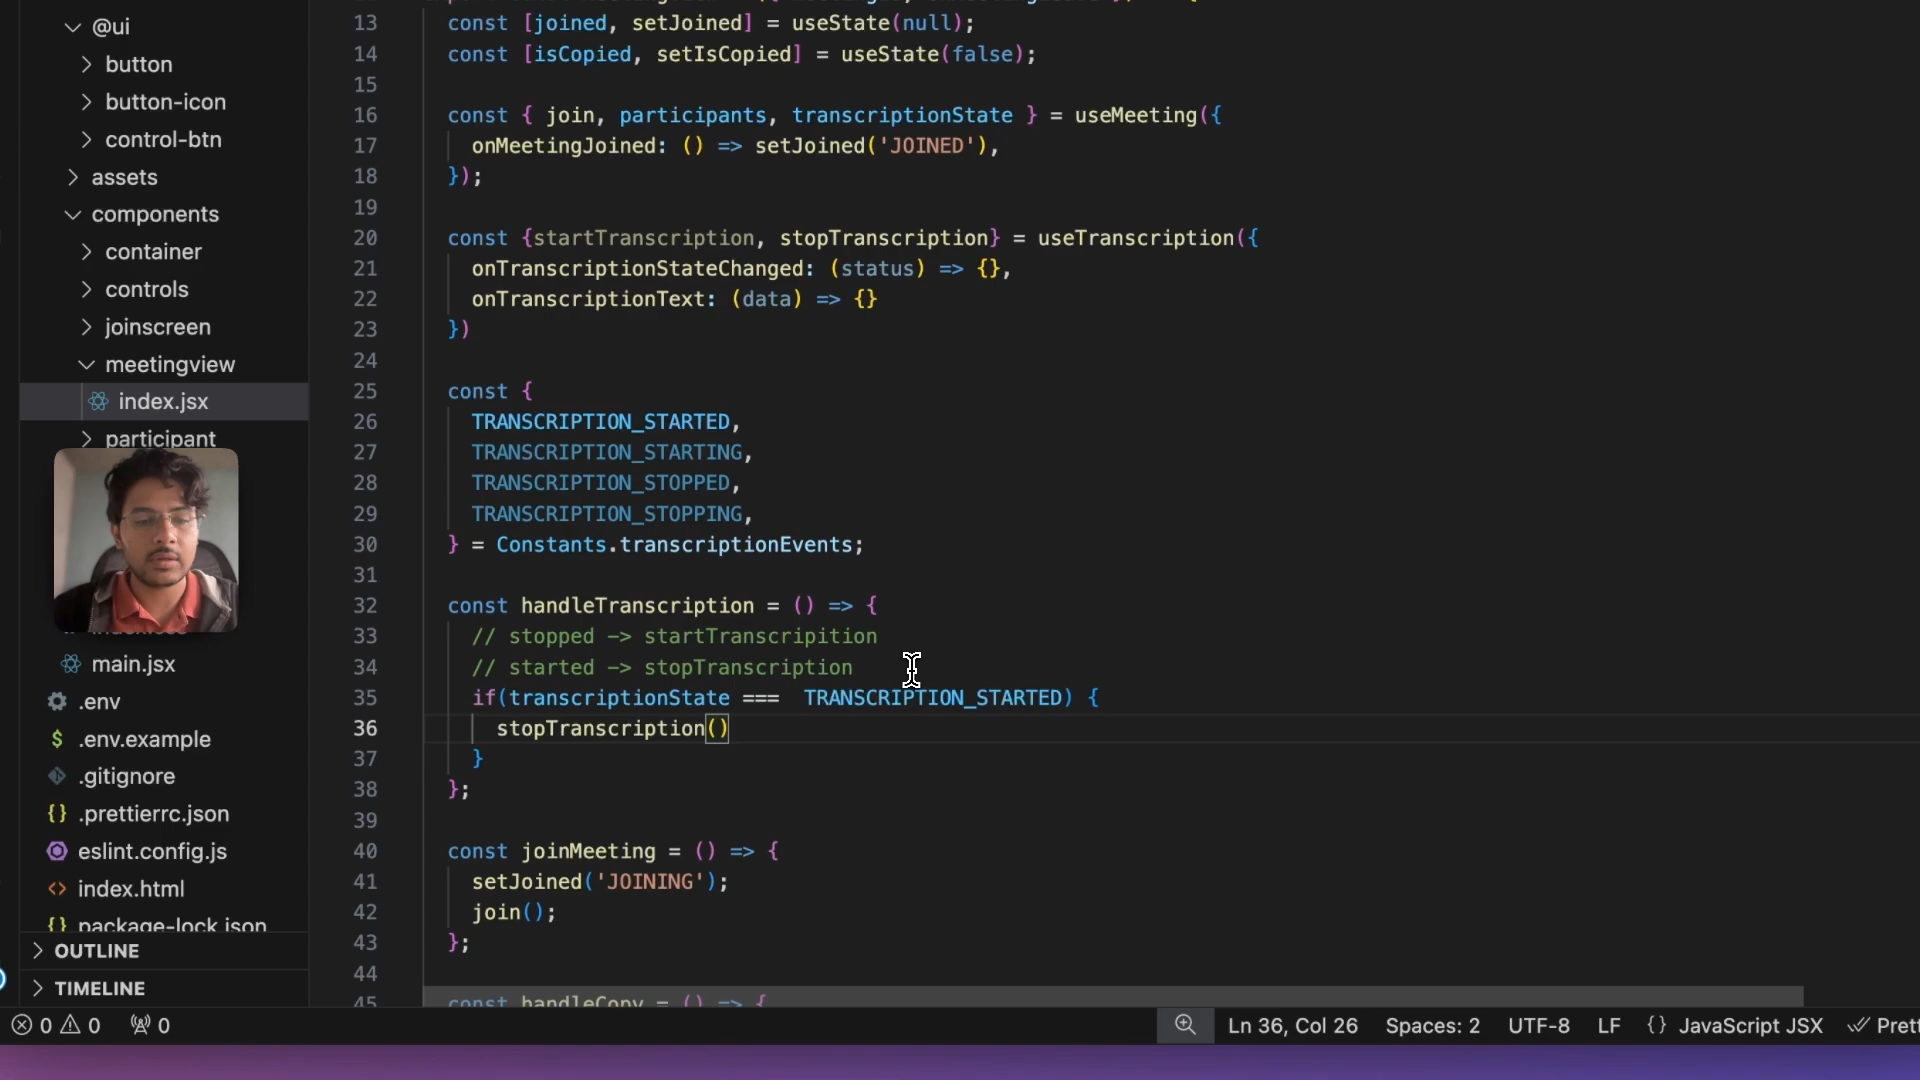 @ui
button
button-icon
control-btn
assets
components
container
controls
joinscreen
meetingview
index.jsx
participant
main.jsx
.env
$ .env.example
.gitignore
{} .prettierrc.json
eslint.config.js
<> index.html
{} package-lock.json
OUTLINE
TIMELINE
13 const [joined, setJoined] = useState(null);
14 const [isCopied, setIsCopied] = useState(false);
15
16 const { join, participants, transcriptionState } = useMeeting({
17 onMeetingJoined: () => setJoined('JOINED'),
18 });
19
20 const {startTranscription, stopTranscription} = useTranscription({
21 onTranscriptionStateChanged: (status) => {},
22 onTranscriptionText: (data) => {}
23 })
24
25 const {
26 TRANSCRIPTION_STARTED,
27 TRANSCRIPTION_STARTING,
28 TRANSCRIPTION_STOPPED,
29 TRANSCRIPTION_STOPPING,
30 } = Constants.transcriptionEvents;
31
32 const handleTranscription = () => {
33 // stopped -> startTranscripition
34 // started -> stopTranscription
35 if(transcriptionState ===  TRANSCRIPTION_STARTED) {
36 stopTranscription()
37 }
38 };
39
40 const joinMeeting = () => {
41 setJoined('JOINING');
42 join();
43 };
44
45 const handleCopy = () => {
0 0 0 Ln 36, Col 26 Spaces: 2 UTF-8 LF {} JavaScript JSX Prett